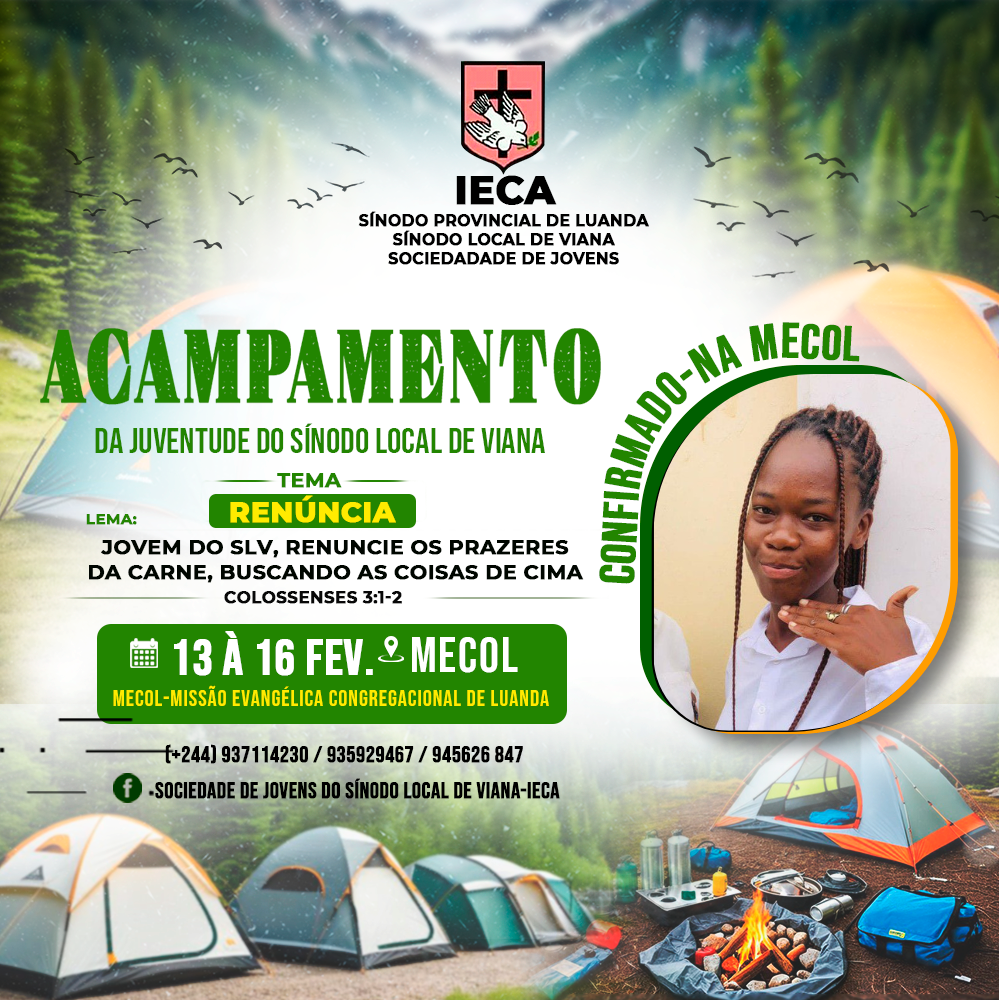 IECA
SÍNODO PROVINCIAL DE LUANDA
SÍNODO LOCAL DE VIANA
SOCIEDADADE DE JOVENS
ACAMPAMENTO
DA JUVENTUDE DO SÍNODO LOCAL DE VIANA
TEMA
RENÚNCIA
LEMA:
JOVEM DO SLV, RENUNCIE OS PRAZERES
DA CARNE, BUSCANDO AS COISAS DE CIMA
COLOSSENSES 3:1-2
CONFIRMADO-NA MECOL
13 À 16 FEV. MECOL
MECOL-MISSÃO EVANGÉLICA CONGREGACIONAL DE LUANDA
(+244) 937114230 / 935929467 / 945626 847
SOCIEDADE DE JOVENS DO SÍNODO LOCAL DE VIANA-IECA